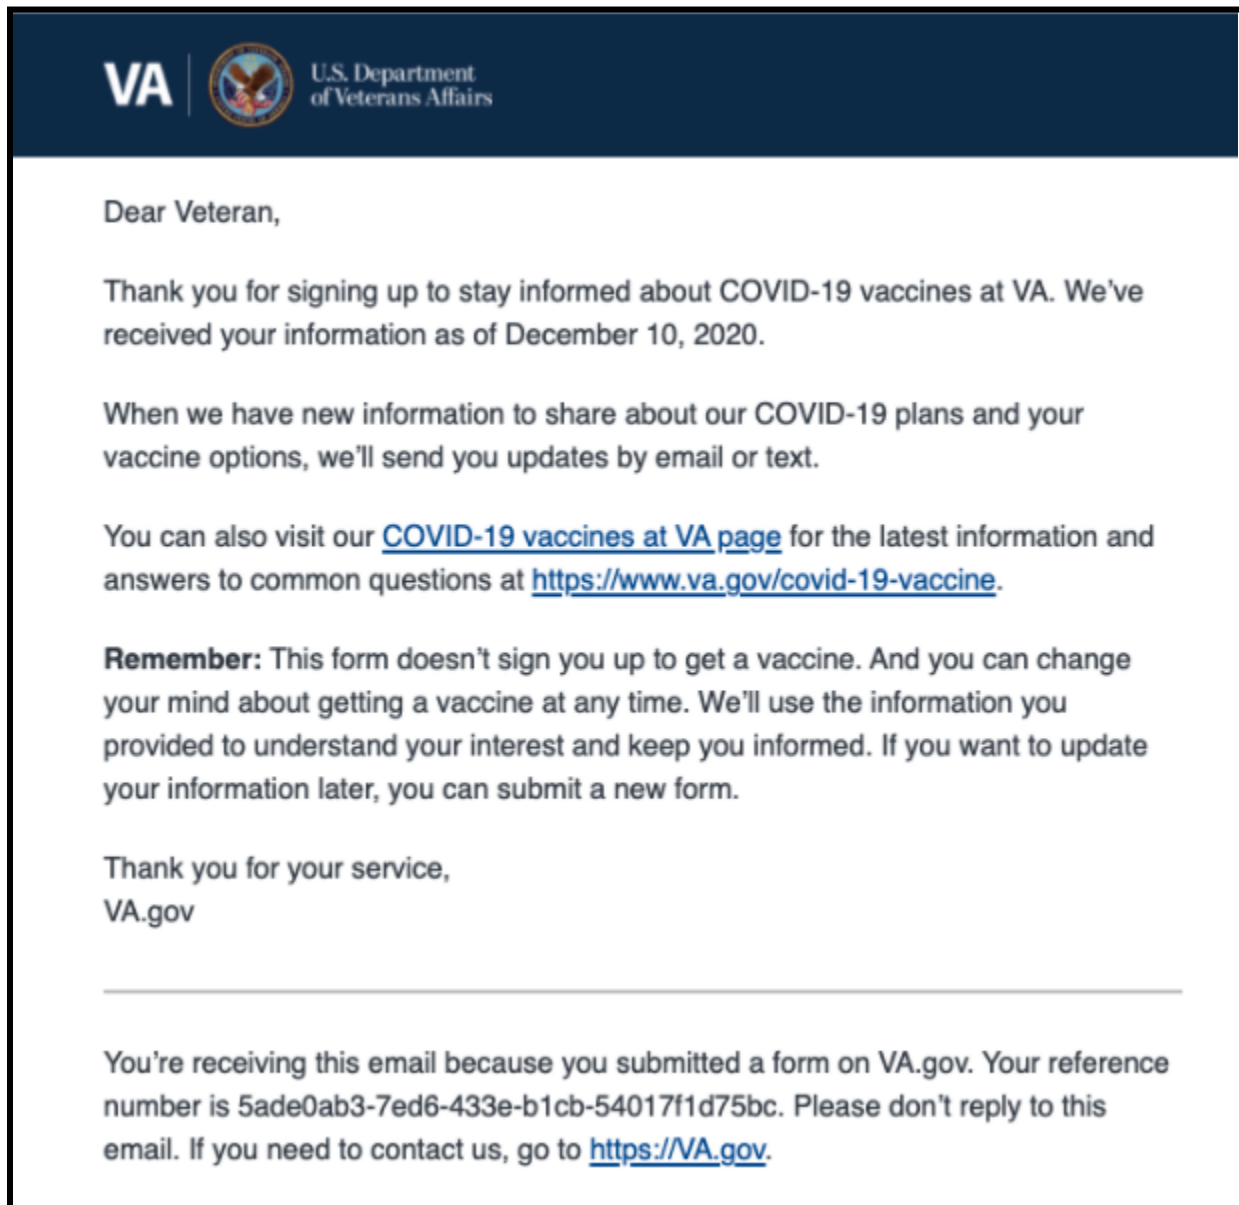 VA
U.S. Department
of Veterans Affairs
Dear Veteran,
Thank you for signing up to stay informed about COVID-19 vaccines at VA. We've
received your information as of December 10, 2020.
When we have new information to share about our COVID-19 plans and your
vaccine options, we'll send you updates by email or text.
You can also visit our COVID-19 vaccines at VA page for the latest information and
answers to common questions at https://www.va.gov/covid-19-vaccine.
Remember: This form doesn't sign you up to get a vaccine. And you can change
your mind about getting a vaccine at any time. We'll use the information you
provided to understand your interest and keep you informed. If you want to update
your information later, you can submit a new form.
Thank you for your service,
VA.gov
You're receiving this email because you submitted a form on VA.gov. Your reference
number is 5ade0ab3-7ed6-433e-b1cb-54017f1d75bc. Please don't reply to this
email. If you need to contact us, go to https://VA.gov.